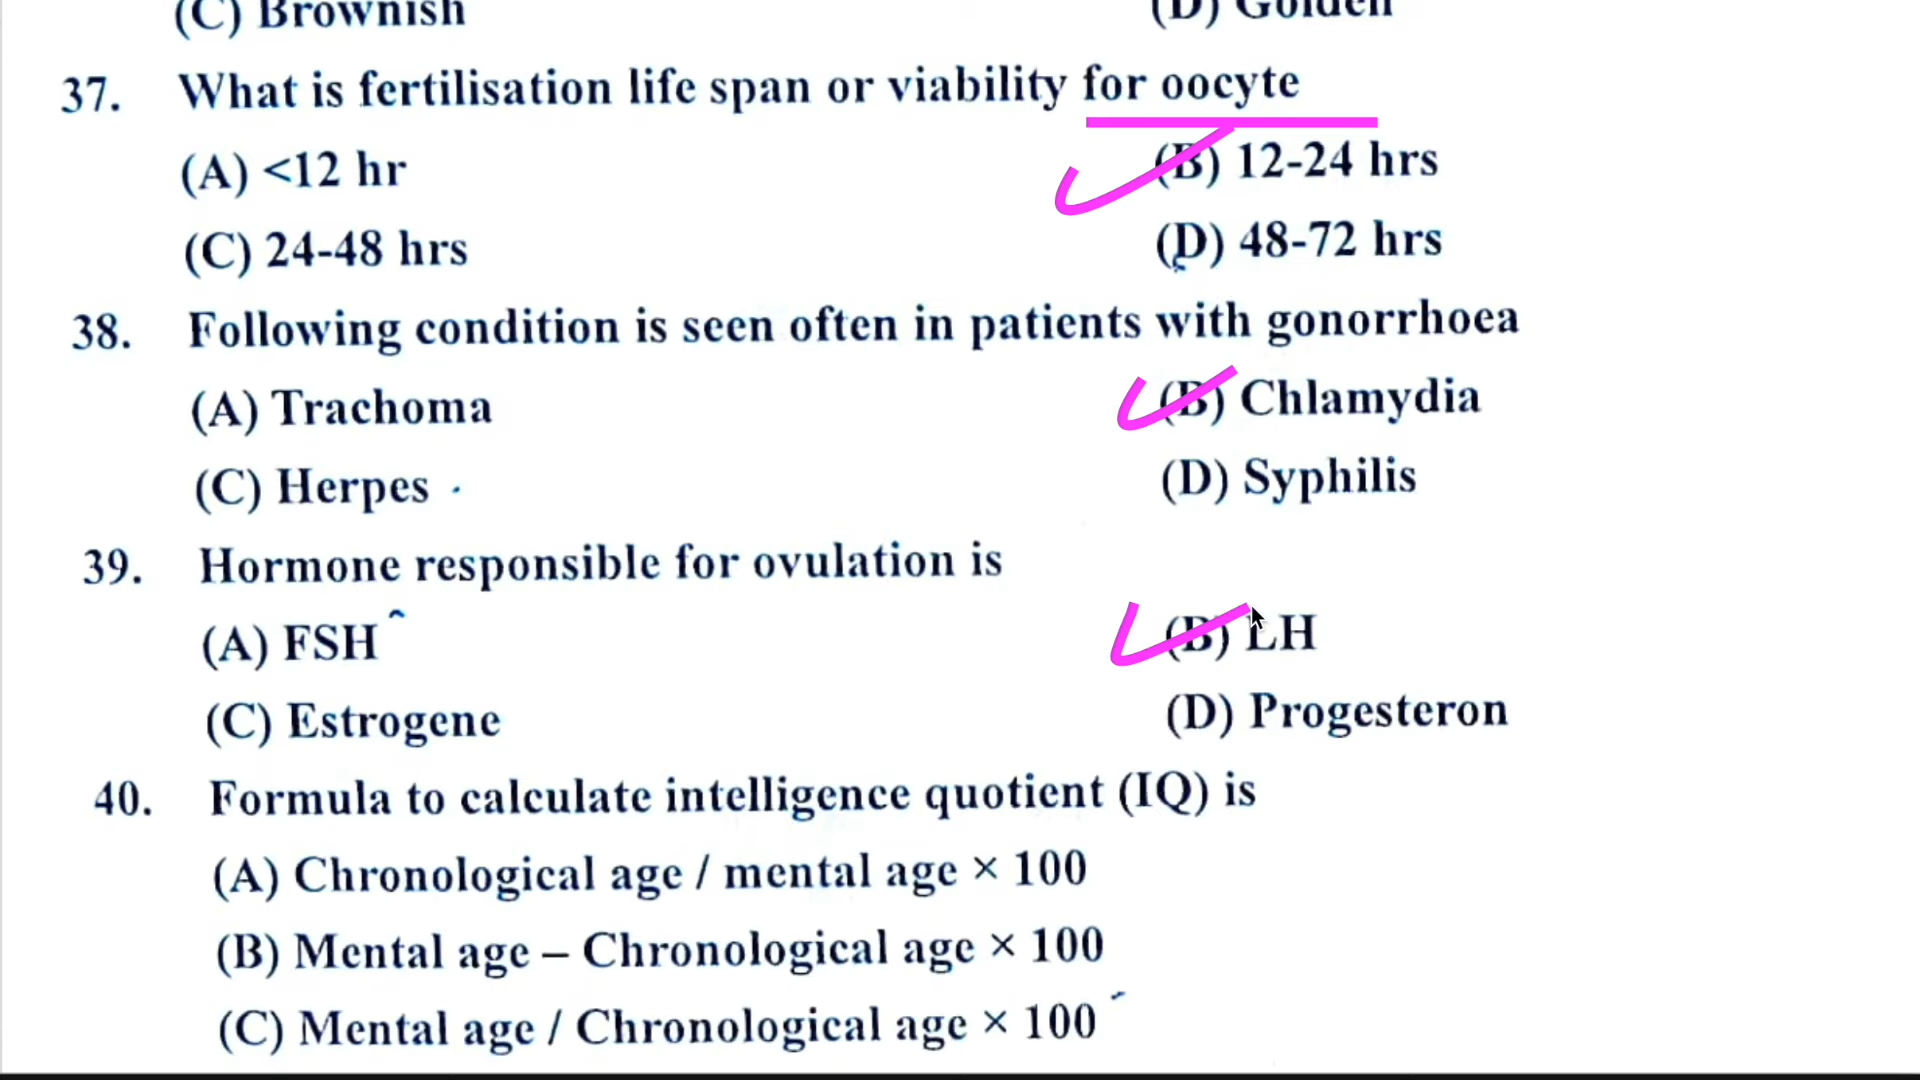 (C) Brownish (D) Golden
37. What is fertilisation life span or viability for oocyte
(A) <12 hr (B) 12-24 hrs
(C) 24-48 hrs (D) 48-72 hrs
38. Following condition is seen often in patients with gonorrhoea
(A) Trachoma (B) Chlamydia
(C) Herpes (D) Syphilis
39. Hormone responsible for ovulation is
(A) FSH (B) LH
(C) Estrogene (D) Progesteron
40. Formula to calculate intelligence quotient (IQ) is
(A) Chronological age / mental age × 100
(B) Mental age – Chronological age × 100
(C) Mental age / Chronological age × 100